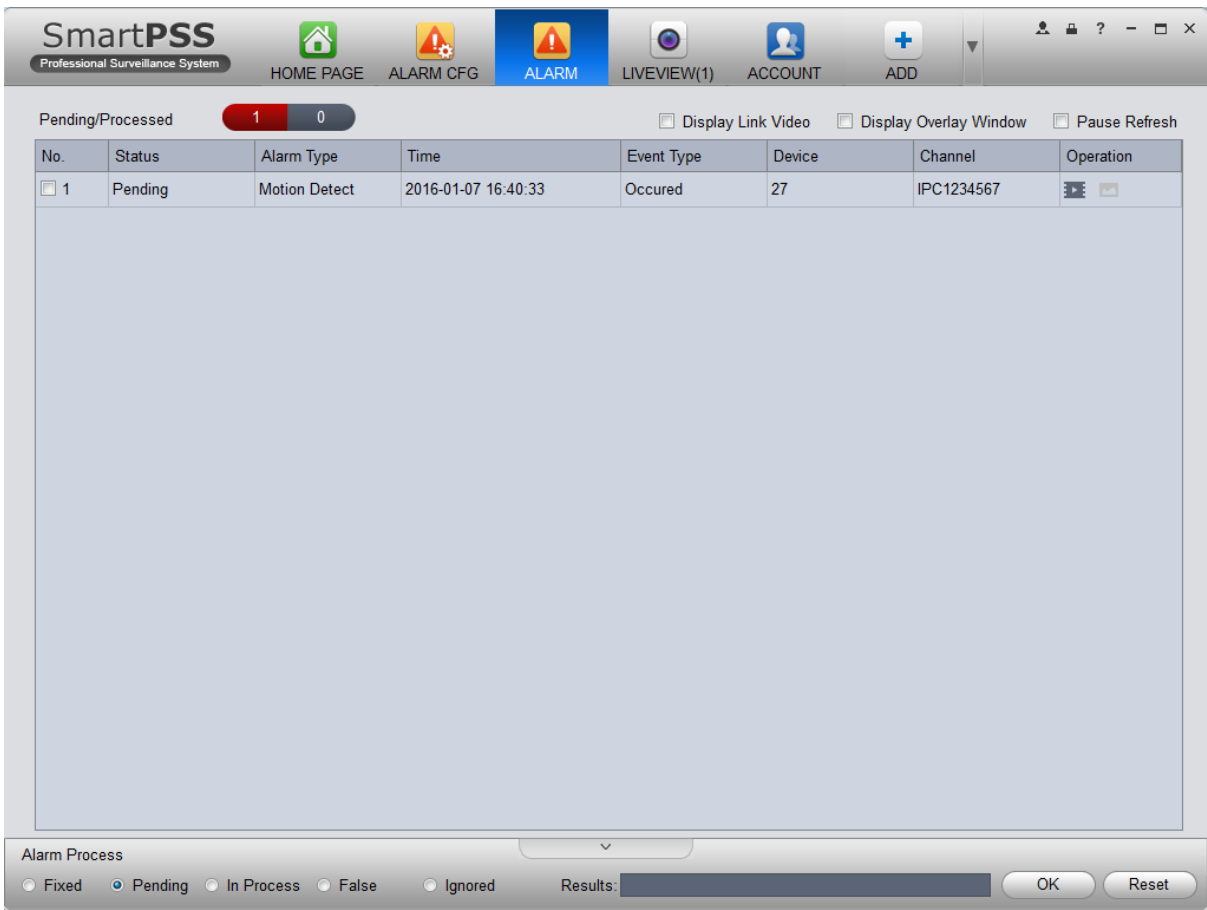 SmartPSS
Professional Surveillance System
HOME PAGE ALARM CFG ALARM LIVEVIEW(1) ACCOUNT ADD
Pending/Processed 1 0 Display Link Video Display Overlay Window Pause Refresh
No. Status Alarm Type Time Event Type Device Channel Operation
1 Pending Motion Detect 2016-01-07 16:40:33 Occured 27 IPC1234567
Alarm Process
Fixed Pending In Process False Ignored Results: OK Reset